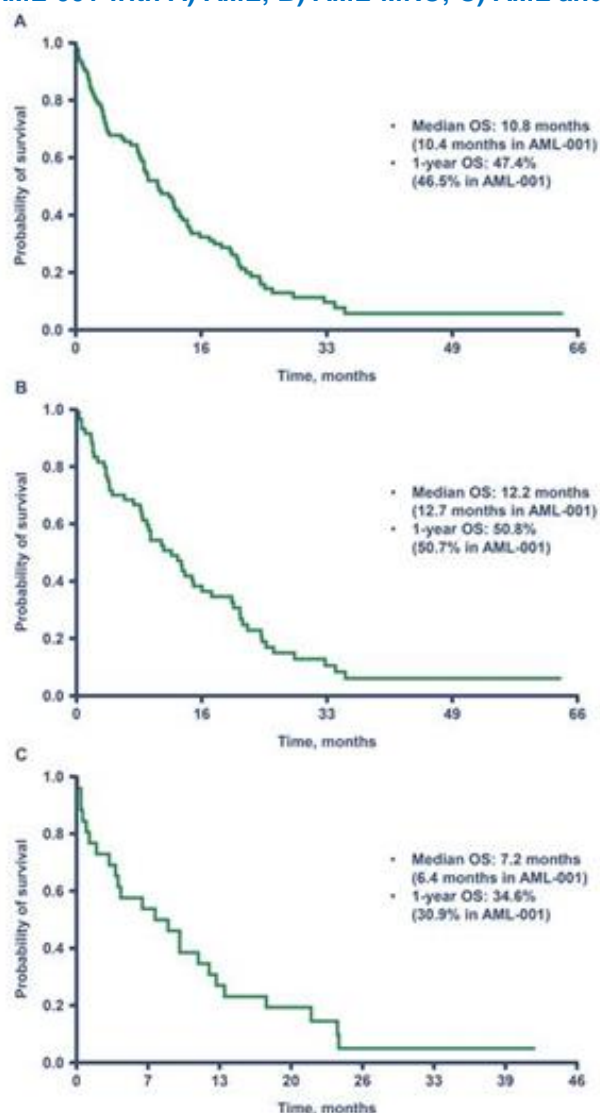 A
1.0
0.8
0.6
0.4
0.2
0.0
Probability of survival
• Median OS: 10.8 months
(10.4 months in AML-001)
• 1-year OS: 47.4%
(46.5% in AML-001)
0 16 33 49 66
Time, months
B
1.0
0.8
0.6
0.4
0.2
0.0
Probability of survival
• Median OS: 12.2 months
(12.7 months in AML-001)
• 1-year OS: 50.8%
(50.7% in AML-001)
0 16 33 49 66
Time, months
C
1.0
0.8
0.6
0.4
0.2
0.0
Probability of survival
• Median OS: 7.2 months
(6.4 months in AML-001)
• 1-year OS: 34.6%
(30.9% in AML-001)
0 7 13 20 26 33 39 46
Time, months